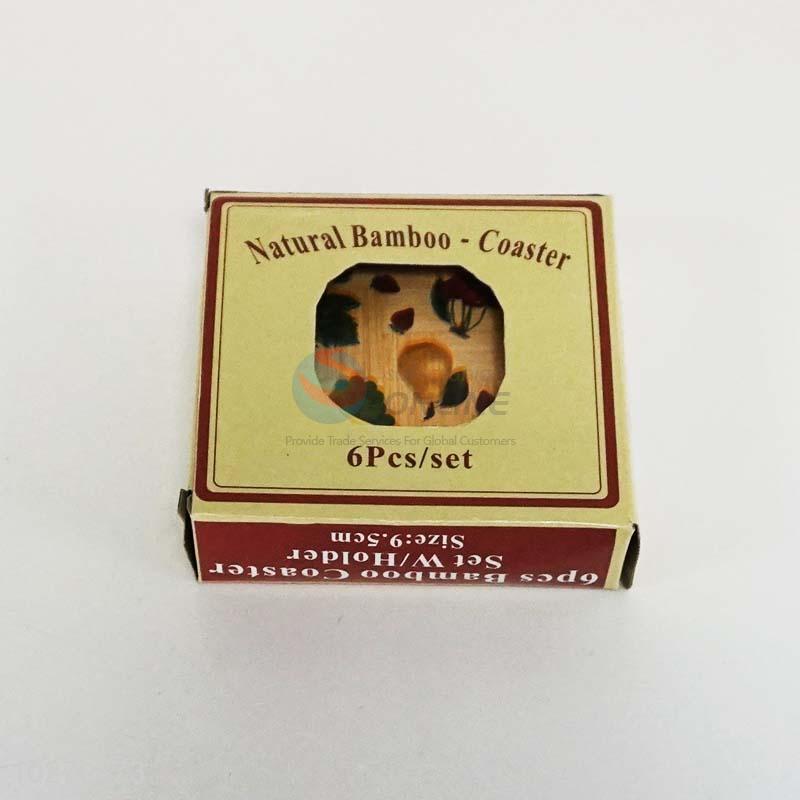 Natural Bamboo - Coaster
ONLINE
Provide Trade Services For Global Customers
6Pcs/set
6pcs Bamboo Coaster
Set W/Holder
Size:9.5cm